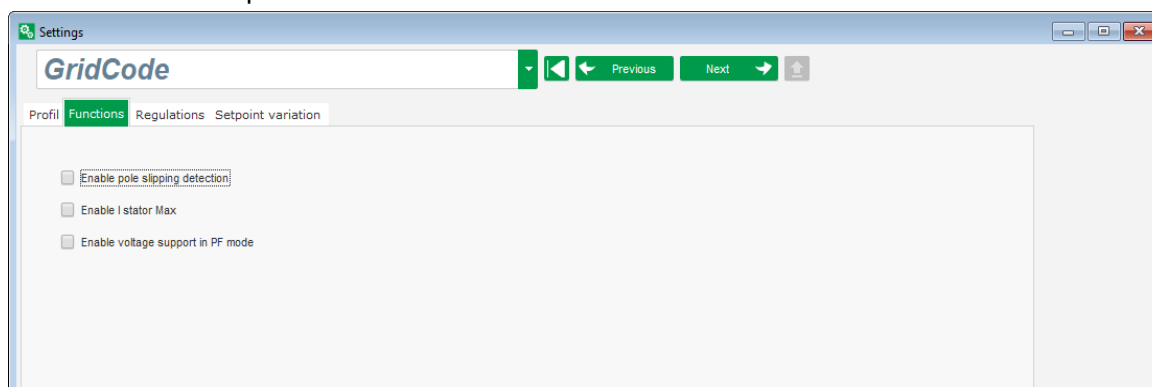 Settings
GridCode
Previous Next
Profil Functions Regulations Setpoint variation
Enable pole slipping detection
Enable I stator Max
Enable voltage support in PF mode